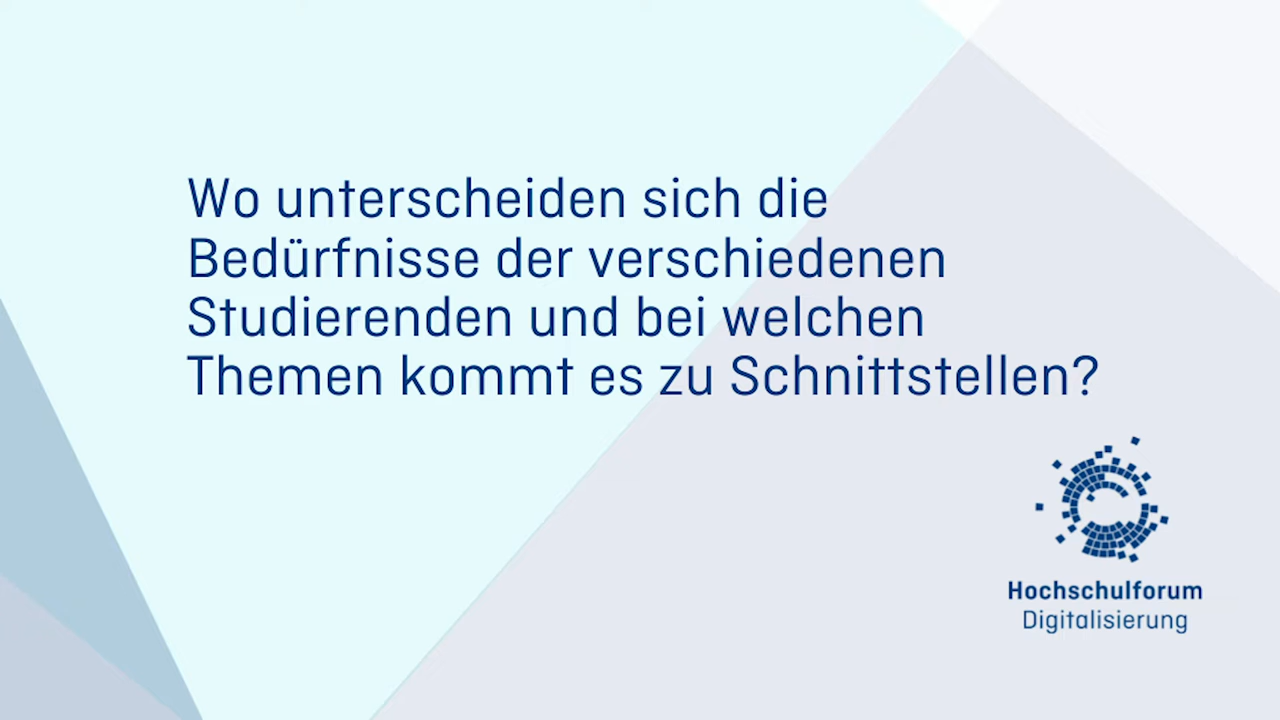 Wo unterscheiden sich die
Bedürfnisse der verschiedenen
Studierenden und bei welchen
Themen kommt es zu Schnittstellen?
Hochschulforum
Digitalisierung